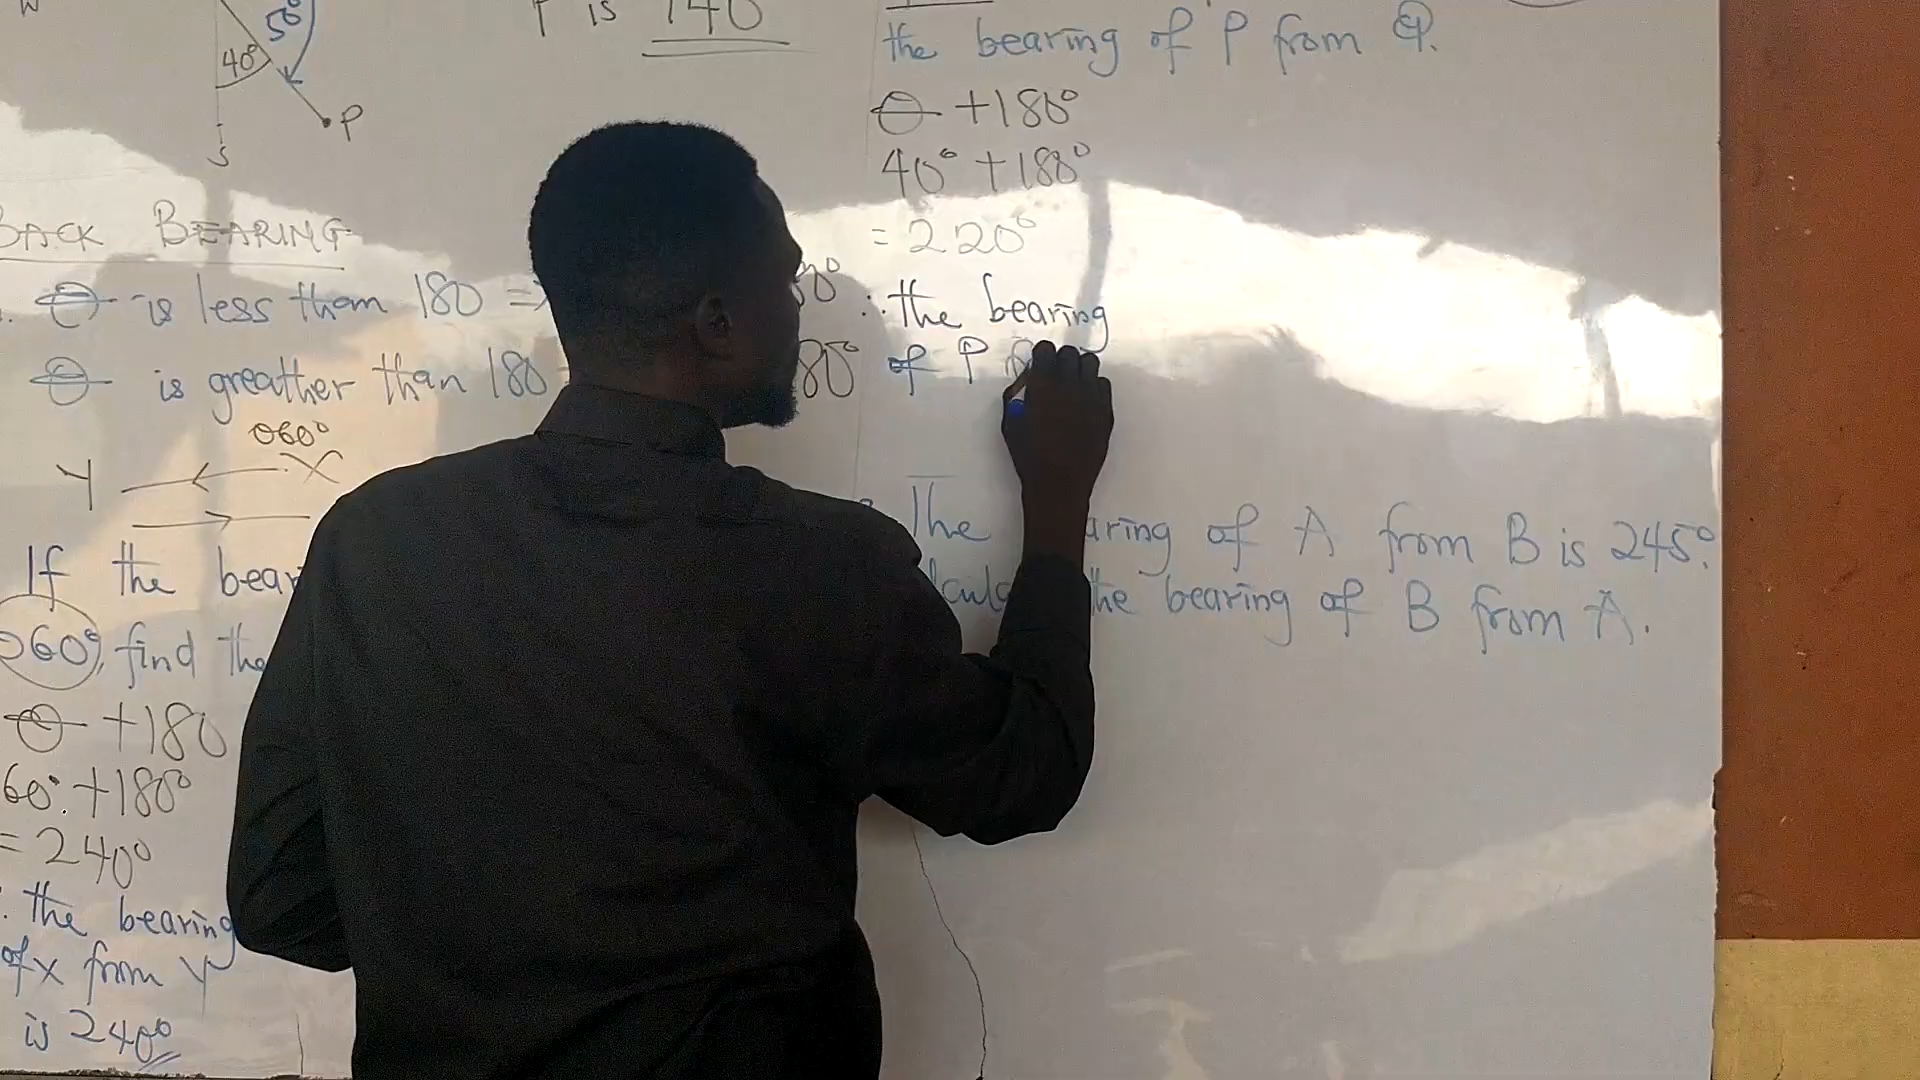 50°
40°
P
S
BACK BEARING
is less than 180 =>
is greather than 180
80°
060°
Y X
If the bear
060°, find the
θ +180
60° +180°
= 240°
∴ the bearing
of X from Y
is 240°
P is 140°
the bearing of P from Q.
θ +180°
40° +180°
= 220°
∴ the bearing
of P
The aring of A from B is 245°.
the bearing of B from A.